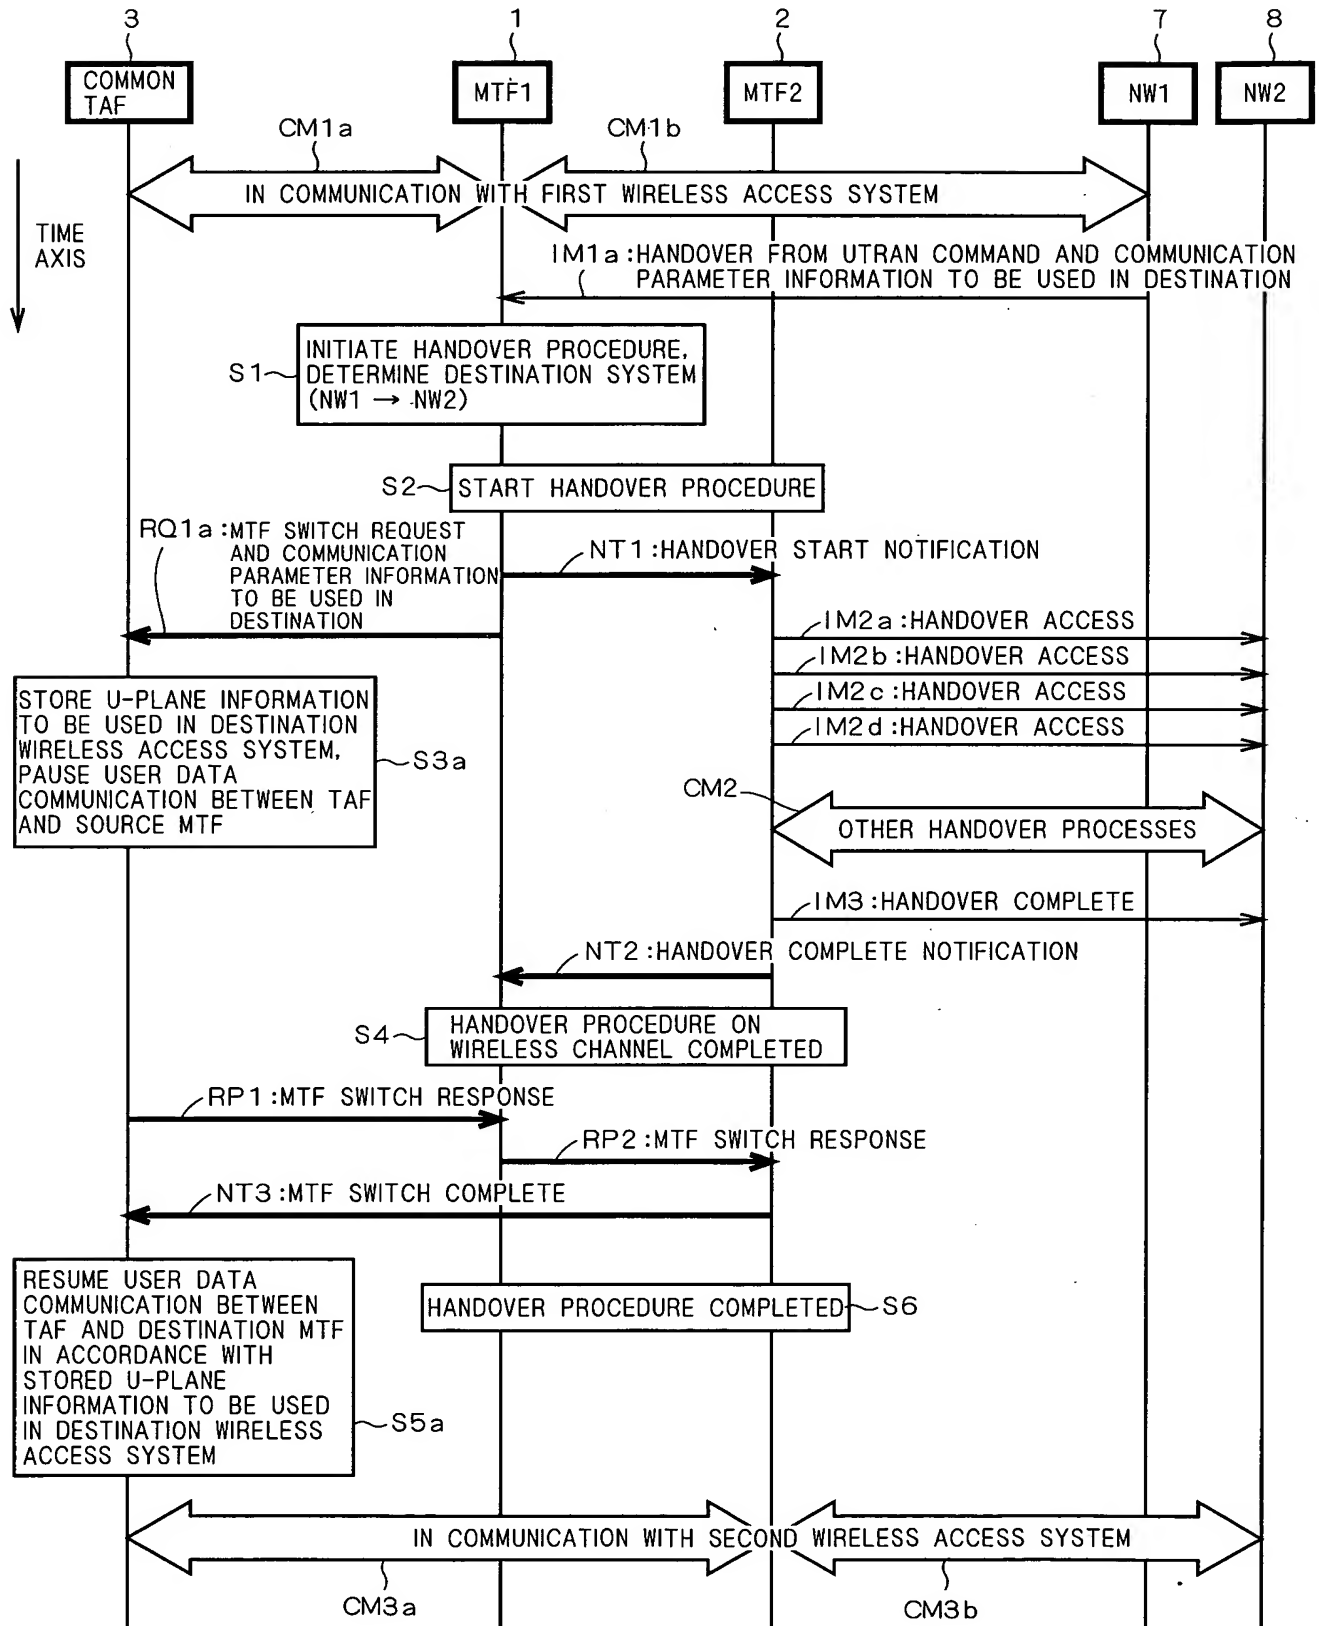 3
1
2
7
8
COMMON
TAF
MTF1
MTF2
NW1
NW2
CM1a
CM1b
IN COMMUNICATION WITH FIRST WIRELESS ACCESS SYSTEM
TIME
AXIS
IM1a:HANDOVER FROM UTRAN COMMAND AND COMMUNICATION
PARAMETER INFORMATION TO BE USED IN DESTINATION
S1
INITIATE HANDOVER PROCEDURE,
DETERMINE DESTINATION SYSTEM
(NW1 → NW2)
S2
START HANDOVER PROCEDURE
RQ1a:MTF SWITCH REQUEST
AND COMMUNICATION
PARAMETER INFORMATION
TO BE USED IN
DESTINATION
NT1:HANDOVER START NOTIFICATION
IM2a:HANDOVER ACCESS
IM2b:HANDOVER ACCESS
IM2c:HANDOVER ACCESS
IM2d:HANDOVER ACCESS
STORE U-PLANE INFORMATION
TO BE USED IN DESTINATION
WIRELESS ACCESS SYSTEM,
PAUSE USER DATA
COMMUNICATION BETWEEN TAF
AND SOURCE MTF
S3a
CM2
OTHER HANDOVER PROCESSES
IM3:HANDOVER COMPLETE
NT2:HANDOVER COMPLETE NOTIFICATION
S4
HANDOVER PROCEDURE ON
WIRELESS CHANNEL COMPLETED
RP1:MTF SWITCH RESPONSE
RP2:MTF SWITCH RESPONSE
NT3:MTF SWITCH COMPLETE
RESUME USER DATA
COMMUNICATION BETWEEN
TAF AND DESTINATION MTF
IN ACCORDANCE WITH
STORED U-PLANE
INFORMATION TO BE USED
IN DESTINATION WIRELESS
ACCESS SYSTEM
S5a
HANDOVER PROCEDURE COMPLETED
S6
IN COMMUNICATION WITH SECOND WIRELESS ACCESS SYSTEM
CM3a
CM3b